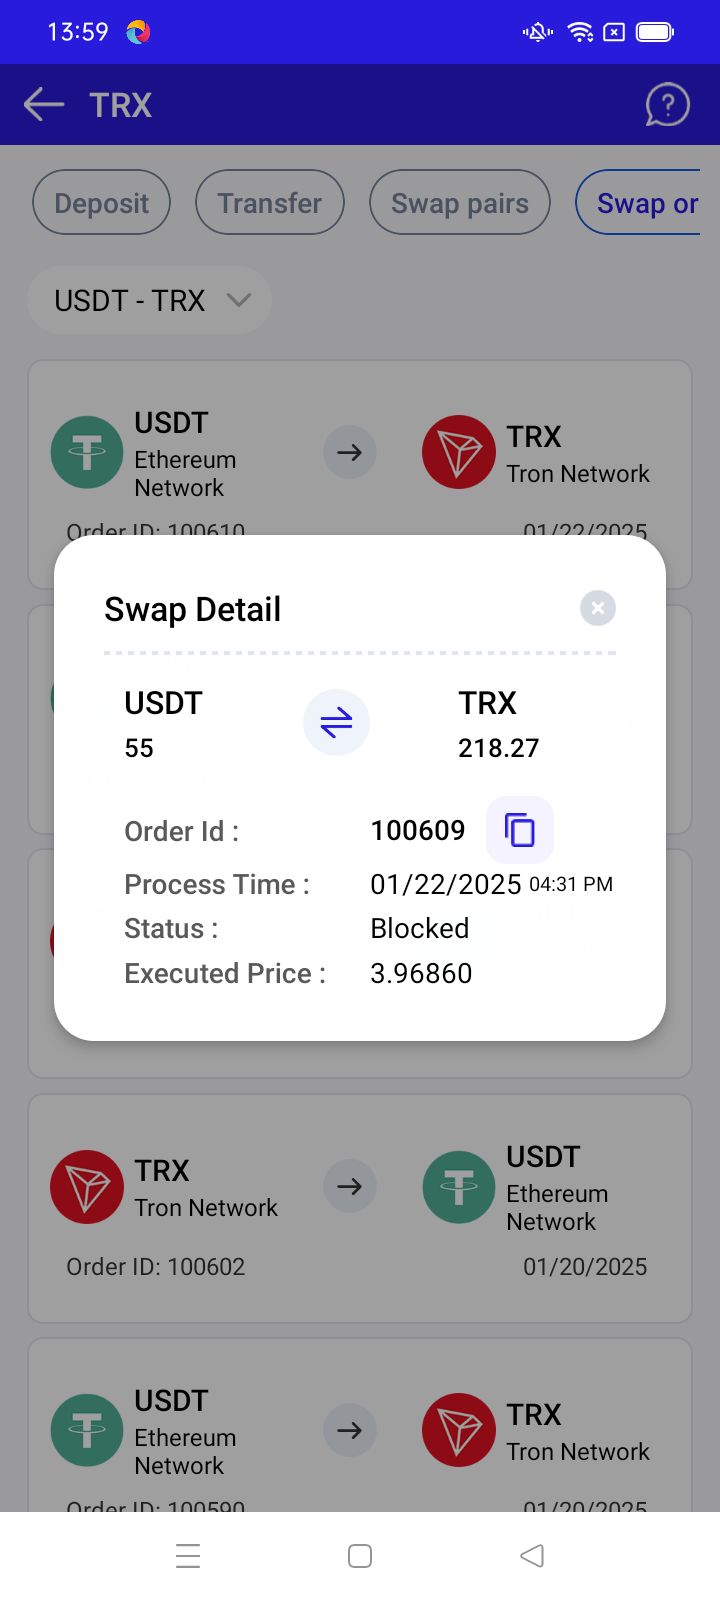 13:59
TRX
Deposit
Transfer
Swap pairs
Swap or
USDT - TRX
USDT
Ethereum
Network
TRX
Tron Network
Order ID: 100610
01/22/2025
Swap Detail
USDT
TRX
55
218.27
Order Id :
100609
Process Time :
01/22/2025 04:31 PM
Status :
Blocked
Executed Price :
3.96860
TRX
Tron Network
USDT
Ethereum
Network
Order ID: 100602
01/20/2025
USDT
Ethereum
Network
TRX
Tron Network
Order ID: 100590
01/20/2025